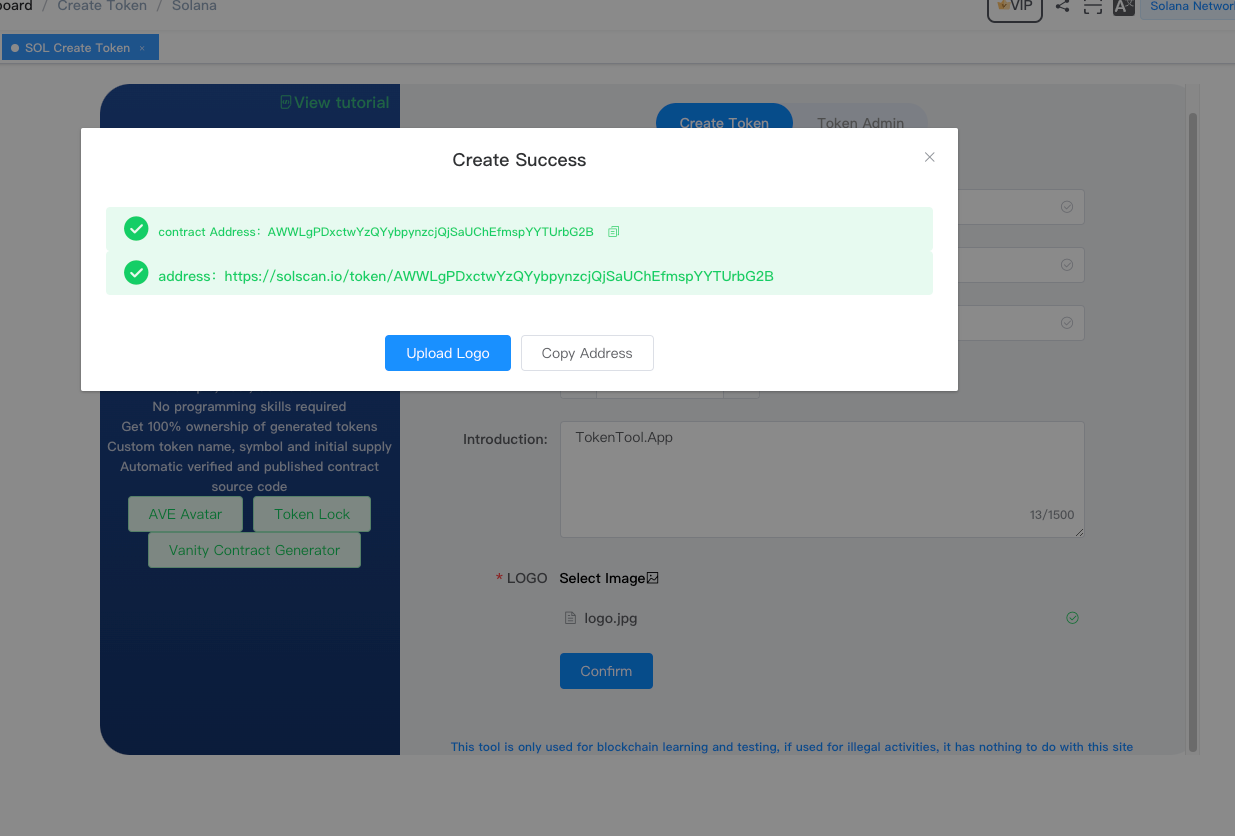 board / Create Token / Solana
VIP
Solana Network
SOL Create Token ×
View tutorial
Create Token
Token Admin
Create Success
contract Address：AWWLgPDxctwYzQYybpynzcjQjSaUChEfmspYYTUrbG2B
address：https://solscan.io/token/AWWLgPDxctwYzQYybpynzcjQjSaUChEfmspYYTUrbG2B
Upload Logo
Copy Address
No programming skills required
Get 100% ownership of generated tokens
Custom token name, symbol and initial supply
Automatic verified and published contract
source code
AVE Avatar
Token Lock
Vanity Contract Generator
Introduction:
TokenTool.App
13/1500
* LOGO
Select Image
logo.jpg
Confirm
This tool is only used for blockchain learning and testing, if used for illegal activities, it has nothing to do with this site